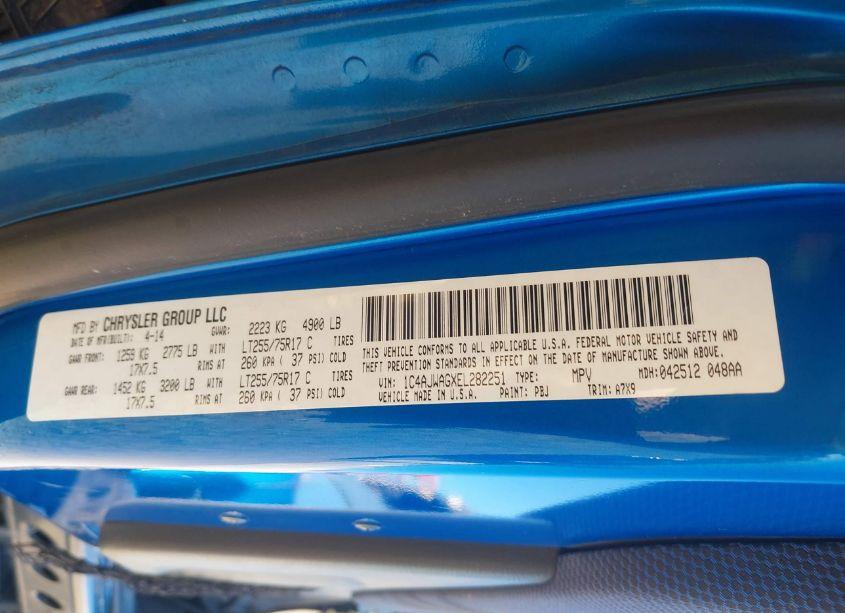 MFD BY CHRYSLER GROUP LLC
DATE OF MFR(BUILT): 4-14 GVWR: 2223 KG 4900 LB
GAWR FRONT: 1259 KG 2775 LB WITH LT255/75R17 C TIRES
17X7.5 RIMS AT 260 KPA ( 37 PSI) COLD
GAWR REAR: 1452 KG 3200 LB WITH LT255/75R17 C TIRES
17X7.5 RIMS AT 260 KPA ( 37 PSI) COLD
THIS VEHICLE CONFORMS TO ALL APPLICABLE U.S.A. FEDERAL MOTOR VEHICLE SAFETY AND
THEFT PREVENTION STANDARDS IN EFFECT ON THE DATE OF MANUFACTURE SHOWN ABOVE.
VIN: 1C4AJWAGXEL282251 TYPE: MPV MDH: 042512 048AA
VEHICLE MADE IN U.S.A. PAINT: PBJ TRIM: A7X9